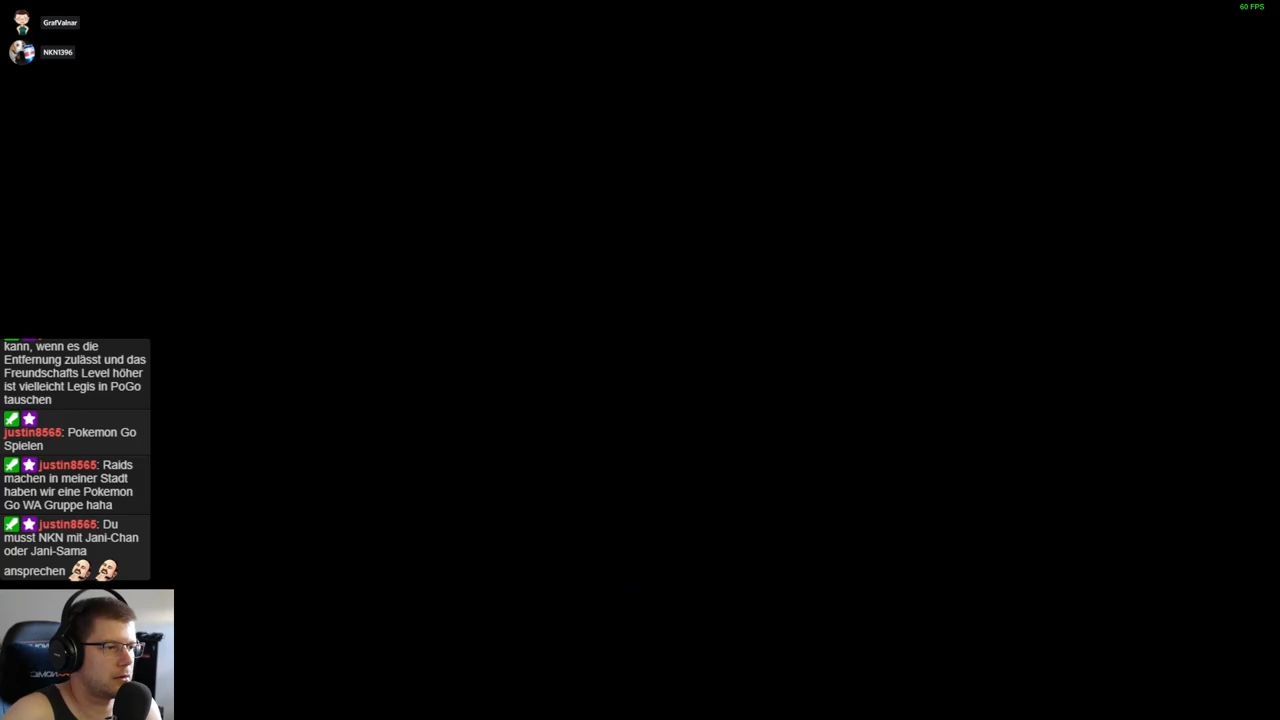 GrafValnar
60 FPS
NKN1396
kann, wenn es die
Entfernung zulässt und das
Freundschafts Level höher
ist vielleicht Legis in PoGo
tauschen
justin8565: Pokemon Go
Spielen
justin8565: Raids
machen in meiner Stadt
haben wir eine Pokemon
Go WA Gruppe haha
justin8565: Du
musst NKN mit Jani-Chan
oder Jani-Sama
ansprechen